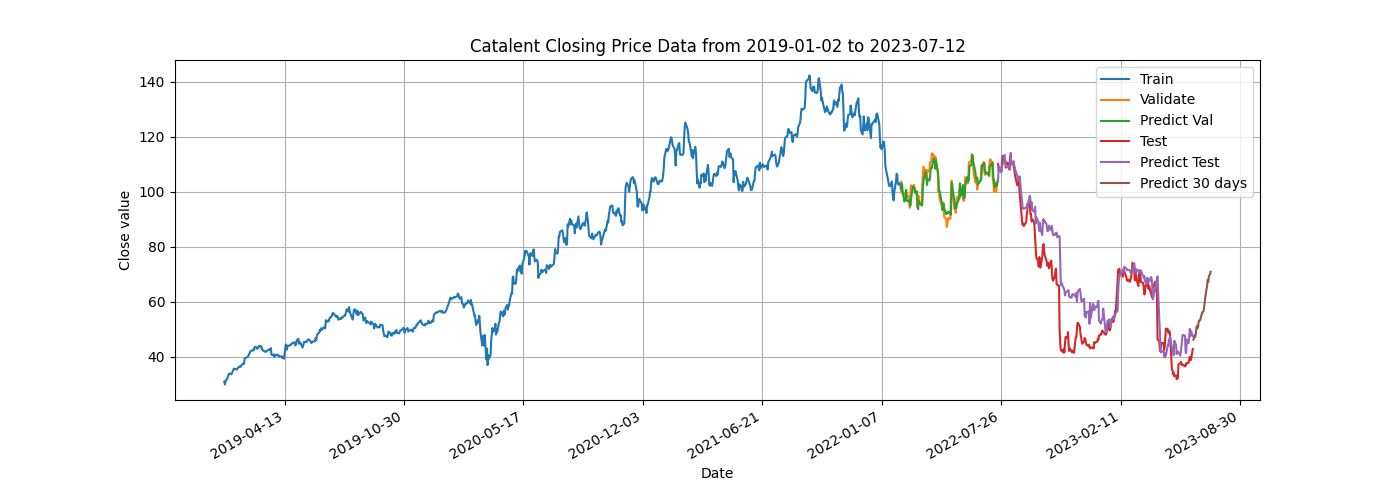 Catalent Closing Price Data from 2019-01-02 to 2023-07-12
Train
Validate
Predict Val
Test
Predict Test
Predict 30 days
Close value
140
120
100
80
60
40
2019-04-13
2019-10-30
2020-05-17
2020-12-03
2021-06-21
2022-01-07
2022-07-26
2023-02-11
2023-08-30
Date